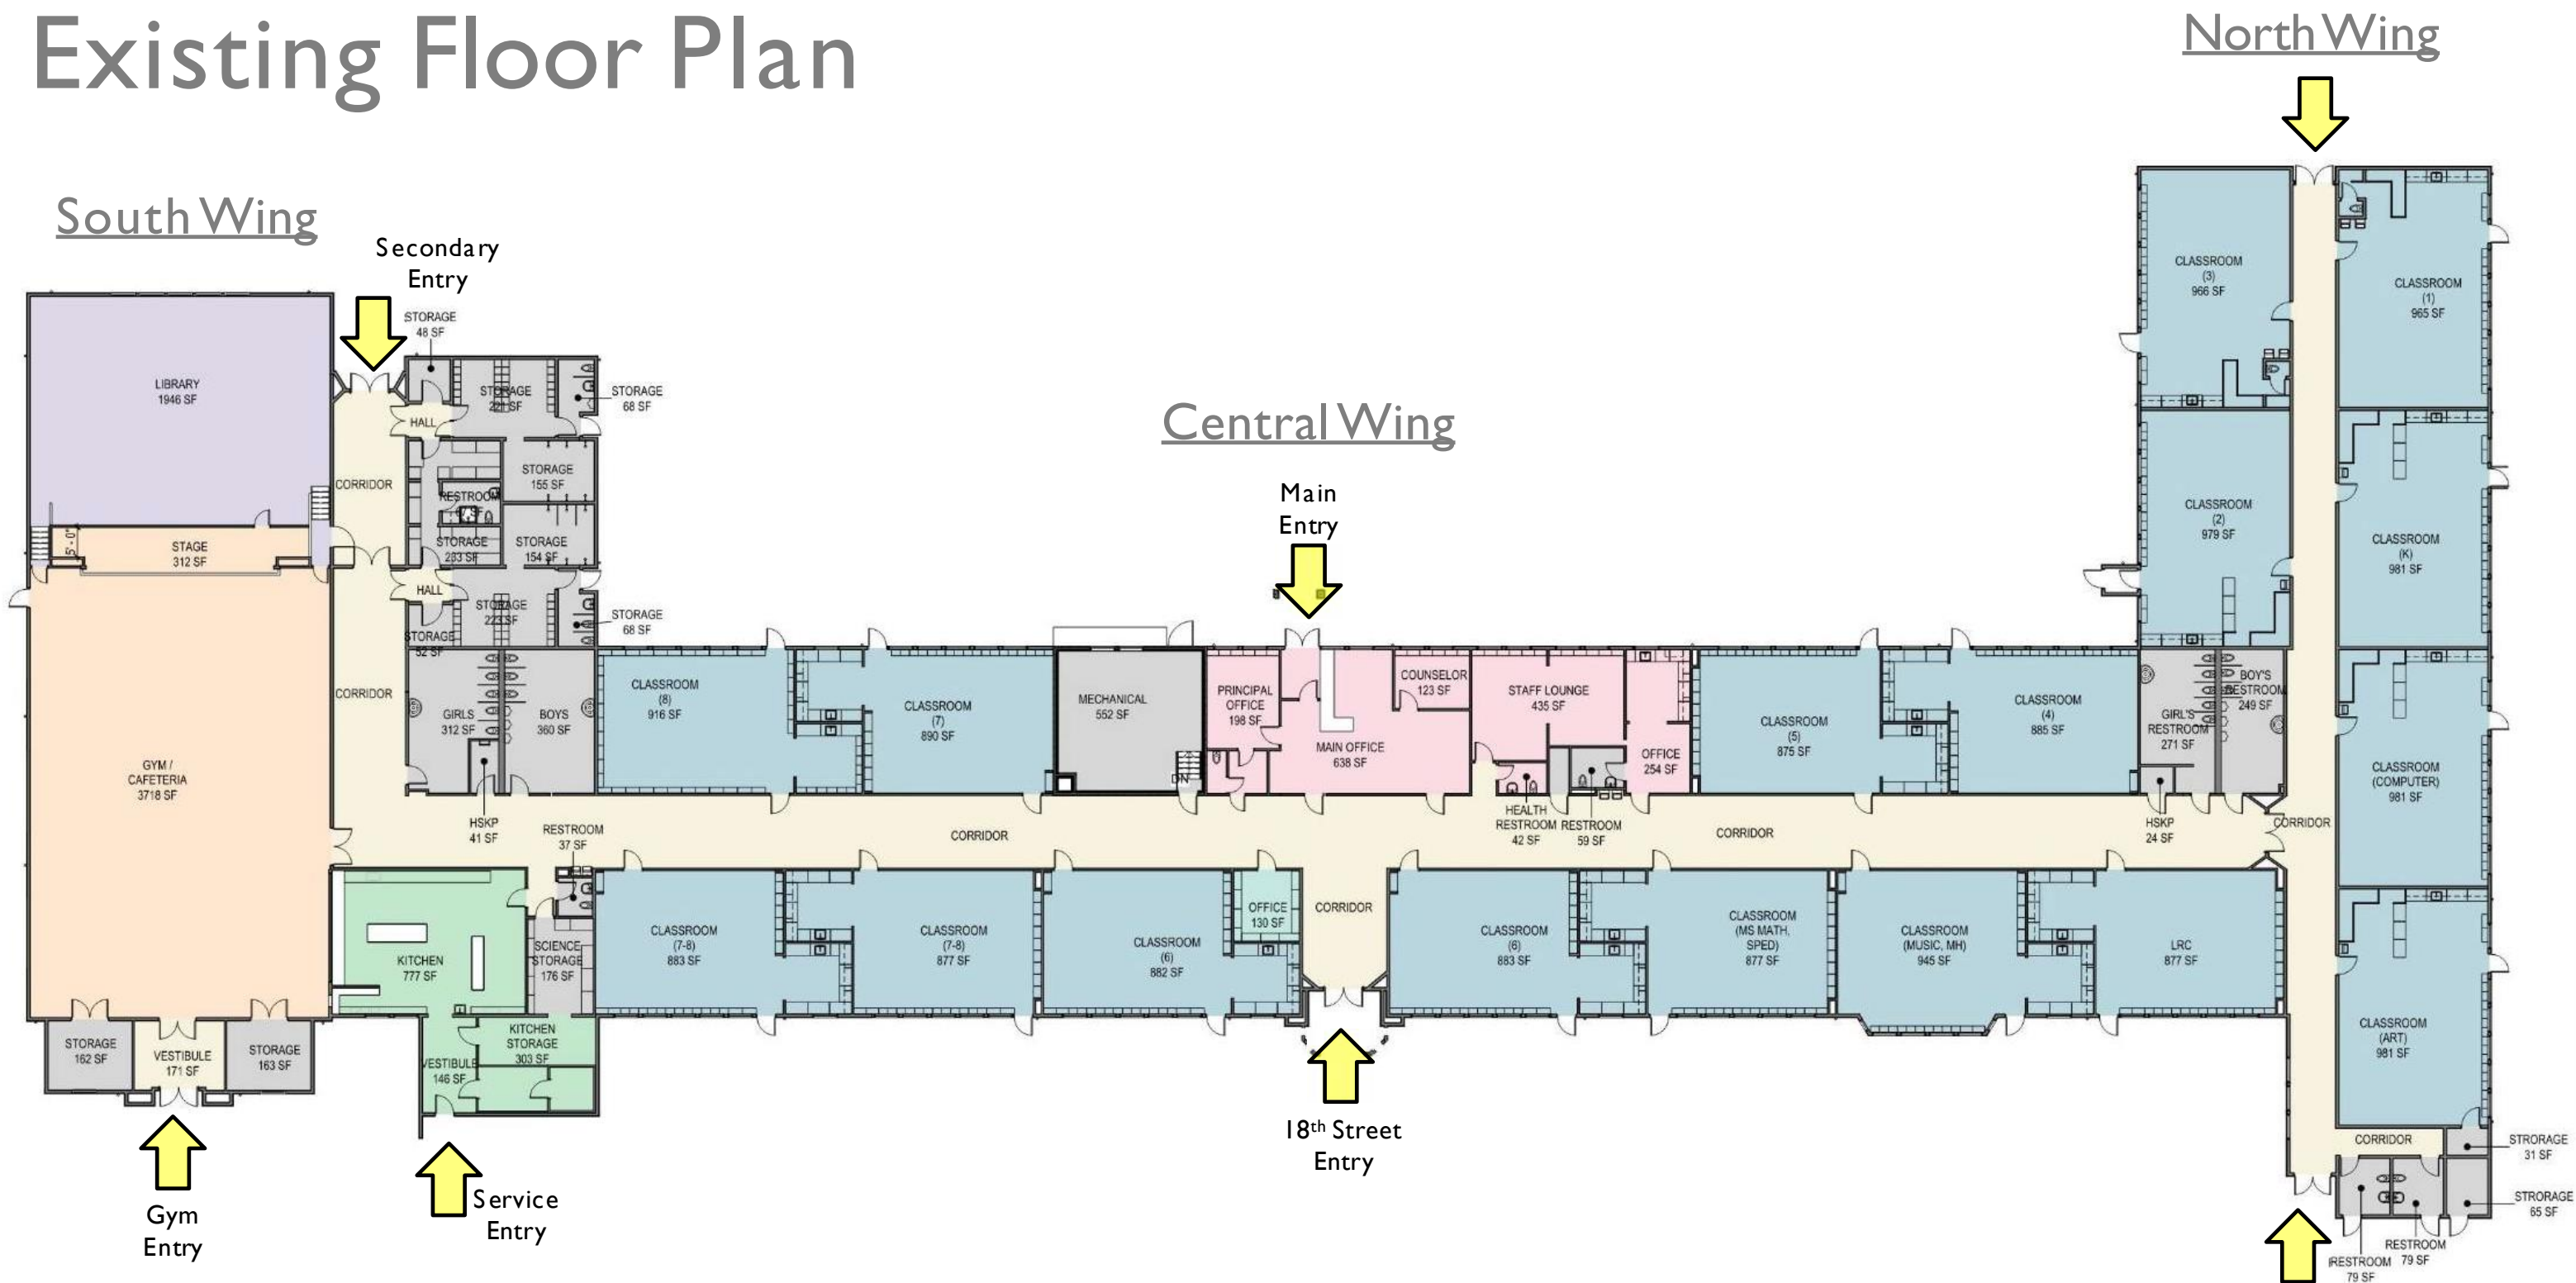 Existing Floor Plan
North Wing
South Wing
Secondary
Entry
STORAGE
48 SF
LIBRARY
1946 SF
STORAGE
221 SF
STORAGE
68 SF
HALL
CORRIDOR
STORAGE
155 SF
RESTROOM
STORAGE
233 SF
STORAGE
154 SF
5' - 0"
STAGE
312 SF
HALL
STORAGE
223 SF
STORAGE
68 SF
STORAGE
52 SF
Central Wing
Main
Entry
CLASSROOM
(3)
966 SF
CLASSROOM
(1)
965 SF
CLASSROOM
(2)
979 SF
CLASSROOM
(K)
981 SF
CORRIDOR
GIRLS
312 SF
BOYS
360 SF
CLASSROOM
(8)
916 SF
CLASSROOM
(7)
890 SF
MECHANICAL
552 SF
DN
PRINCIPAL
OFFICE
198 SF
MAIN OFFICE
638 SF
COUNSELOR
123 SF
STAFF LOUNGE
435 SF
OFFICE
254 SF
CLASSROOM
(5)
875 SF
CLASSROOM
(4)
885 SF
GIRL'S
RESTROOM
271 SF
BOY'S
RESTROOM
249 SF
CLASSROOM
(COMPUTER)
981 SF
GYM /
CAFETERIA
3718 SF
HSKP
41 SF
RESTROOM
37 SF
CORRIDOR
HEALTH
RESTROOM
42 SF
RESTROOM
59 SF
CORRIDOR
HSKP
24 SF
CORRIDOR
KITCHEN
777 SF
SCIENCE
STORAGE
176 SF
CLASSROOM
(7-8)
883 SF
CLASSROOM
(7-8)
877 SF
CLASSROOM
(6)
882 SF
OFFICE
130 SF
CORRIDOR
CLASSROOM
(6)
883 SF
CLASSROOM
(MS MATH,
SPED)
877 SF
CLASSROOM
(MUSIC, MH)
945 SF
LRC
877 SF
CLASSROOM
(ART)
981 SF
STORAGE
162 SF
VESTIBULE
171 SF
STORAGE
163 SF
KITCHEN
STORAGE
303 SF
VESTIBULE
146 SF
18th Street
Entry
CORRIDOR
STRORAGE
31 SF
STRORAGE
65 SF
RESTROOM
79 SF
RESTROOM
79 SF
Gym
Entry
Service
Entry